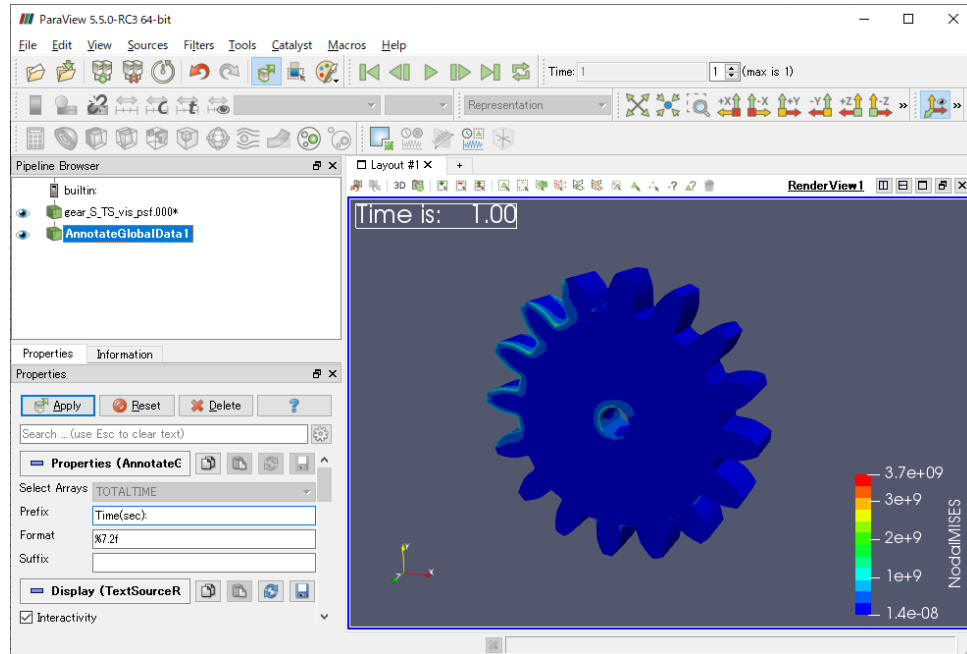 ParaView 5.5.0-RC3 64-bit
File Edit View Sources Filters Tools Catalyst Macros Help
Time: 1 1 (max is 1)
Representation +X -X +Y -Y +Z -Z
Pipeline Browser
builtin:
gear_S_TS_vis_psf.000*
AnnotateGlobalData1
Properties Information
Properties
Apply Reset Delete ?
Search ... (use Esc to clear text)
Properties (AnnotateG
Select Arrays TOTALTIME
Prefix Time(sec):
Format %7.2f
Suffix
Display (TextSourceR
Interactivity
Layout #1 +
3D RenderView1
Time is: 1.00
Y
X
Z
3.7e+09
3e+9
2e+9
1e+9
1.4e-08
NodalMISES